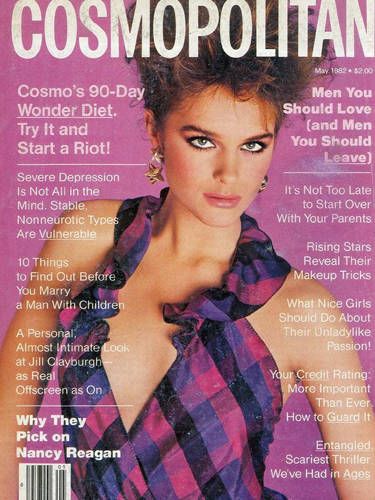 COSMOPOLITAN
May 1982 • $2.00
Cosmo's 90-Day
Wonder Diet.
Try It and
Start a Riot!
Severe Depression
Is Not All in the
Mind. Stable,
Nonneurotic Types
Are Vulnerable
10 Things
to Find Out Before
You Marry
a Man With Children
A Personal,
Almost Intimate Look
at Jill Clayburgh—
as Real
Offscreen as On
Why They
Pick on
Nancy Reagan
Men You
Should Love
(and Men
You Should
Leave)
It's Not Too Late
to Start Over
With Your Parents
Rising Stars
Reveal Their
Makeup Tricks
What Nice Girls
Should Do About
Their Unladylike
Passion!
Your Credit Rating:
More Important
Than Ever.
How to Guard It
Entangled.
Scariest Thriller
We've Had in Ages
05